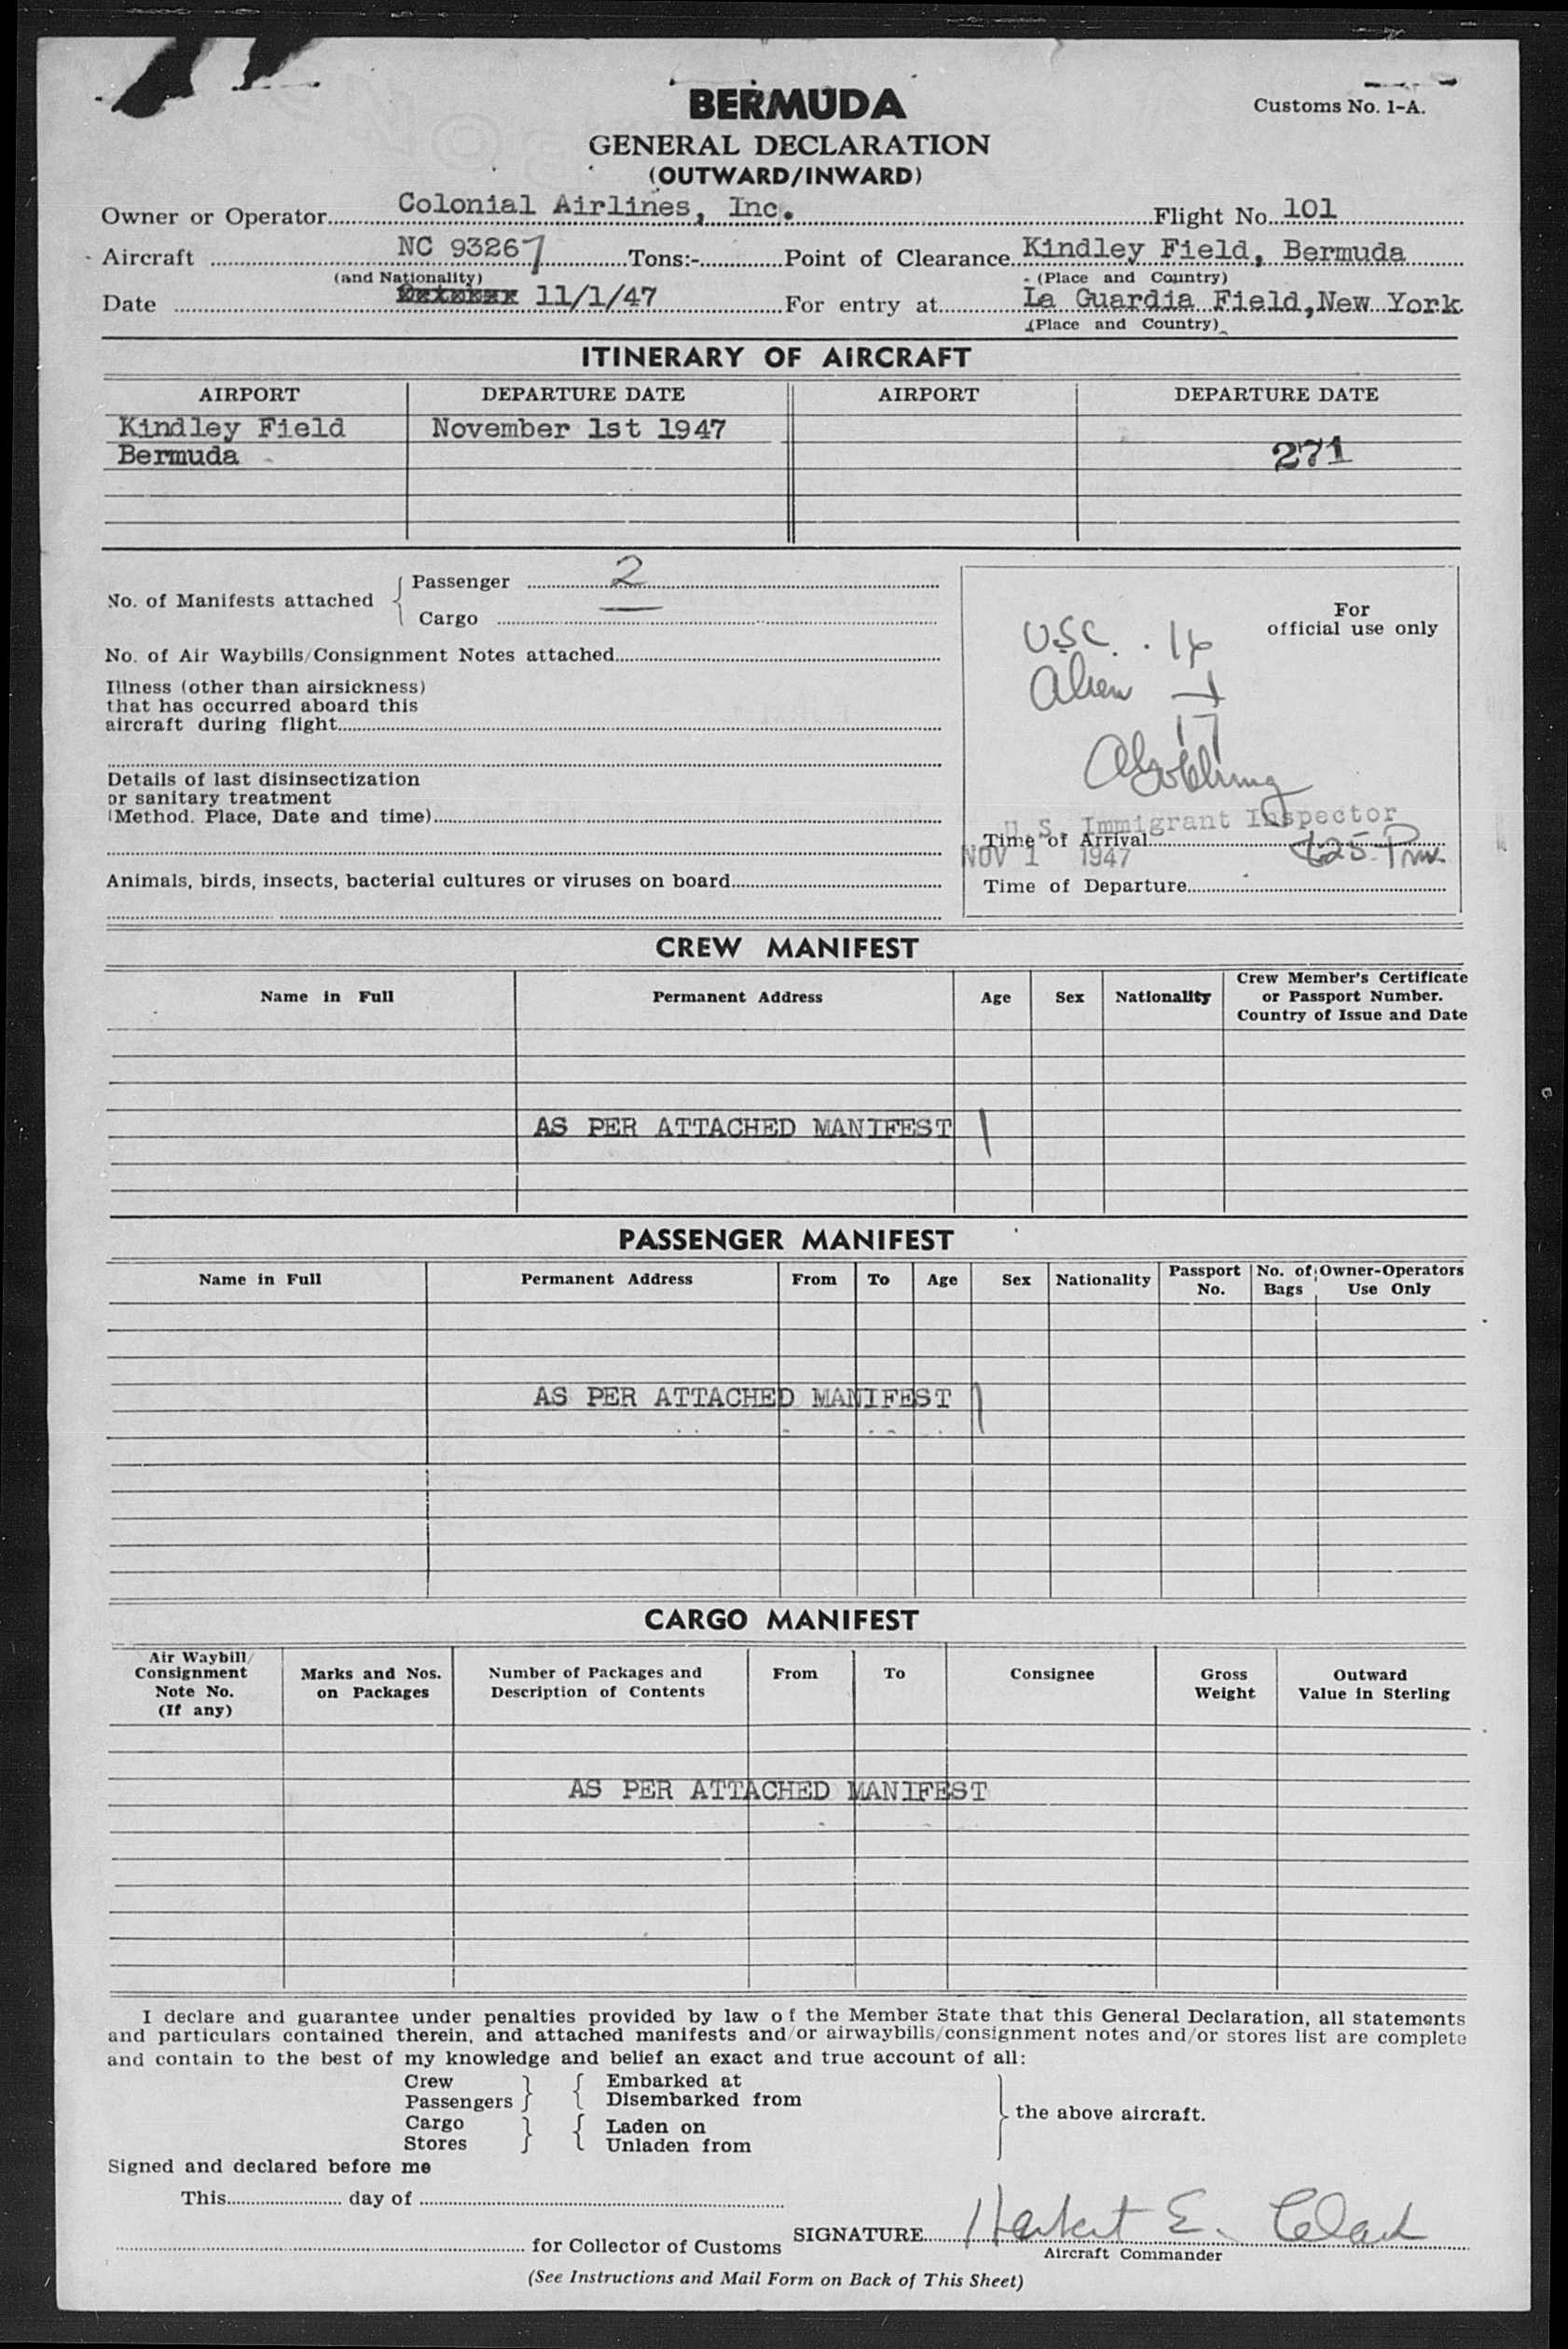 BERMUDA
Customs No. 1-A.
GENERAL DECLARATION
(OUTWARD/INWARD)
Owner or Operator Colonial Airlines, Inc. Flight No. 101
Aircraft NC 93267 Tons:- Point of Clearance Kindley Field, Bermuda
(and Nationality) (Place and Country)
Date 11/1/47 For entry at La Guardia Field, New York
(Place and Country)
ITINERARY OF AIRCRAFT
AIRPORT DEPARTURE DATE AIRPORT DEPARTURE DATE
Kindley Field November 1st 1947
Bermuda 271
No. of Manifests attached Passenger 2
Cargo —
No. of Air Waybills/Consignment Notes attached
Illness (other than airsickness)
that has occurred aboard this
aircraft during flight
Details of last disinsectization
or sanitary treatment
(Method. Place, Date and time)
Animals, birds, insects, bacterial cultures or viruses on board
For
official use only
USC. 16
Alien 1
17
U.S. Immigrant Inspector
Time of Arrival 625 Pm
NOV 1 1947
Time of Departure
CREW MANIFEST
Name in Full Permanent Address Age Sex Nationality Crew Member's Certificate
or Passport Number.
Country of Issue and Date
AS PER ATTACHED MANIFEST
PASSENGER MANIFEST
Name in Full Permanent Address From To Age Sex Nationality Passport No. No. of Bags Owner-Operators Use Only
AS PER ATTACHED MANIFEST
CARGO MANIFEST
Air Waybill/
Consignment
Note No.
(If any)
Marks and Nos.
on Packages
Number of Packages and
Description of Contents
From To Consignee
Gross
Weight
Outward
Value in Sterling
AS PER ATTACHED MANIFEST
I declare and guarantee under penalties provided by law of the Member State that this General Declaration, all statements
and particulars contained therein, and attached manifests and/or airwaybills/consignment notes and/or stores list are complete
and contain to the best of my knowledge and belief an exact and true account of all:
Crew Embarked at
Passengers Disembarked from
the above aircraft.
Cargo Laden on
Stores Unladen from
Signed and declared before me
This day of
for Collector of Customs
SIGNATURE Herbert E. Clark
Aircraft Commander
(See Instructions and Mail Form on Back of This Sheet)